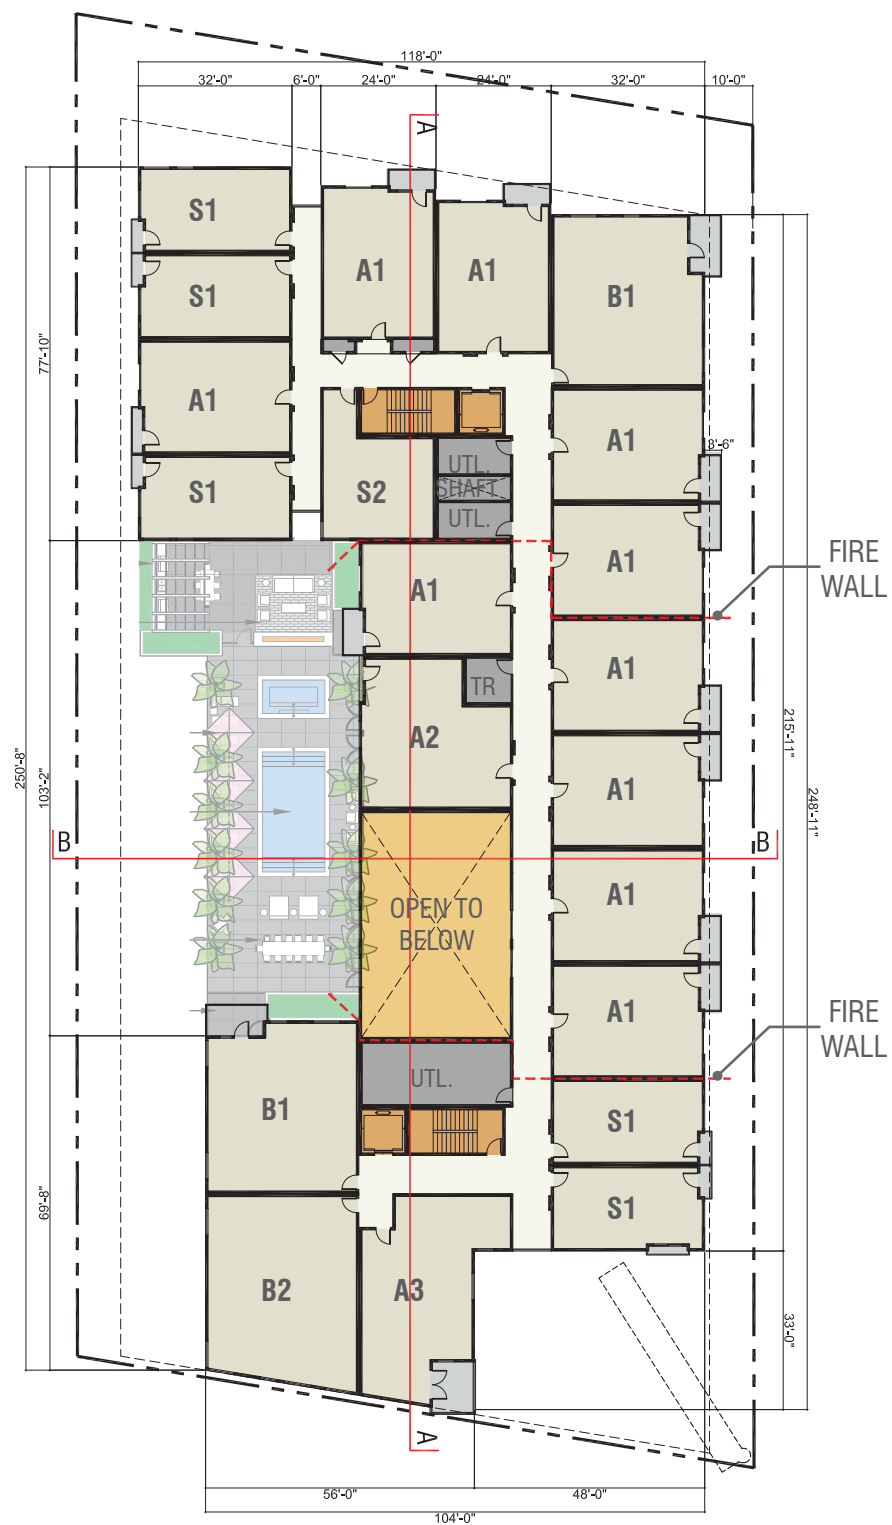 118'-0"
32'-0"
6'-0"
24'-0"
24'-0"
32'-0"
10'-0"
A
S1
A1
A1
S1
B1
77'-10"
A1
A1
3'-6"
UTL.
S1
S2
SHAFT
UTL.
FIRE
WALL
A1
A1
A1
TR
215'-11"
A2
250'-8"
103'-2"
A1
248'-11"
B
B
A1
OPEN TO
BELOW
A1
FIRE
WALL
UTL.
B1
S1
69'-8"
S1
B2
A3
33'-0"
A
56'-0"
48'-0"
104'-0"